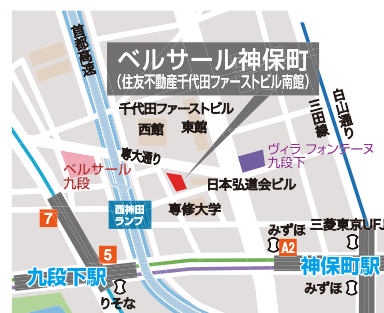 首都高速
ベルサール神保町
(住友不動産千代田ファーストビル南館)
白山通り
三田線
千代田ファーストビル
西館
東館
専大通り
ヴィラ フォンテーヌ
九段下
ベルサール
九段
日本弘道会ビル
専修大学
西神田
ランプ
7
5
みずほ
三菱東京UFJ
A2
九段下駅
神保町駅
りそな
みずほ